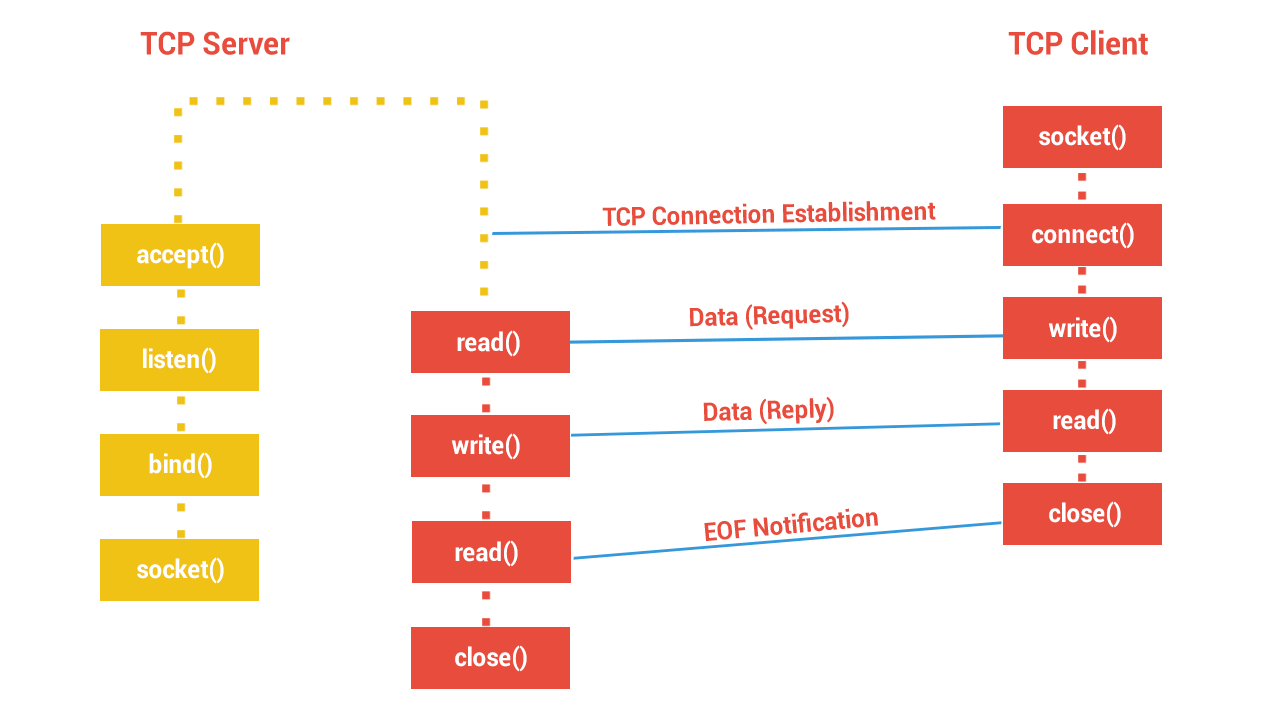 TCP Server
TCP Client
accept()
listen()
bind()
socket()
read()
write()
read()
close()
TCP Connection Establishment
Data (Request)
Data (Reply)
EOF Notification
socket()
connect()
write()
read()
close()